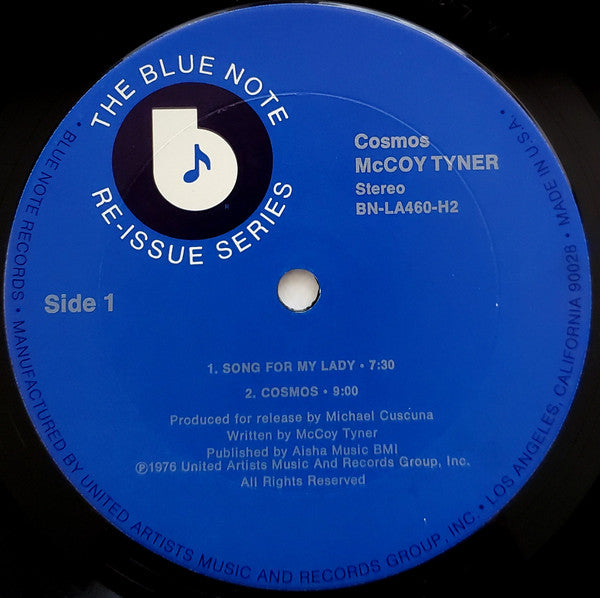 THE BLUE NOTE
RE-ISSUE SERIES
b
Cosmos
McCOY TYNER
Stereo
BN-LA460-H2
Side 1
1. SONG FOR MY LADY • 7:30
2. COSMOS • 9:00
Produced for release by Michael Cuscuna
Written by McCoy Tyner
Published by Aisha Music BMI
℗1976 United Artists Music And Records Group, Inc.
All Rights Reserved
• BLUE NOTE RECORDS • MANUFACTURED BY UNITED ARTISTS MUSIC AND RECORDS GROUP, INC • LOS ANGELES, CALIFORNIA 90028 • MADE IN U.S.A. •